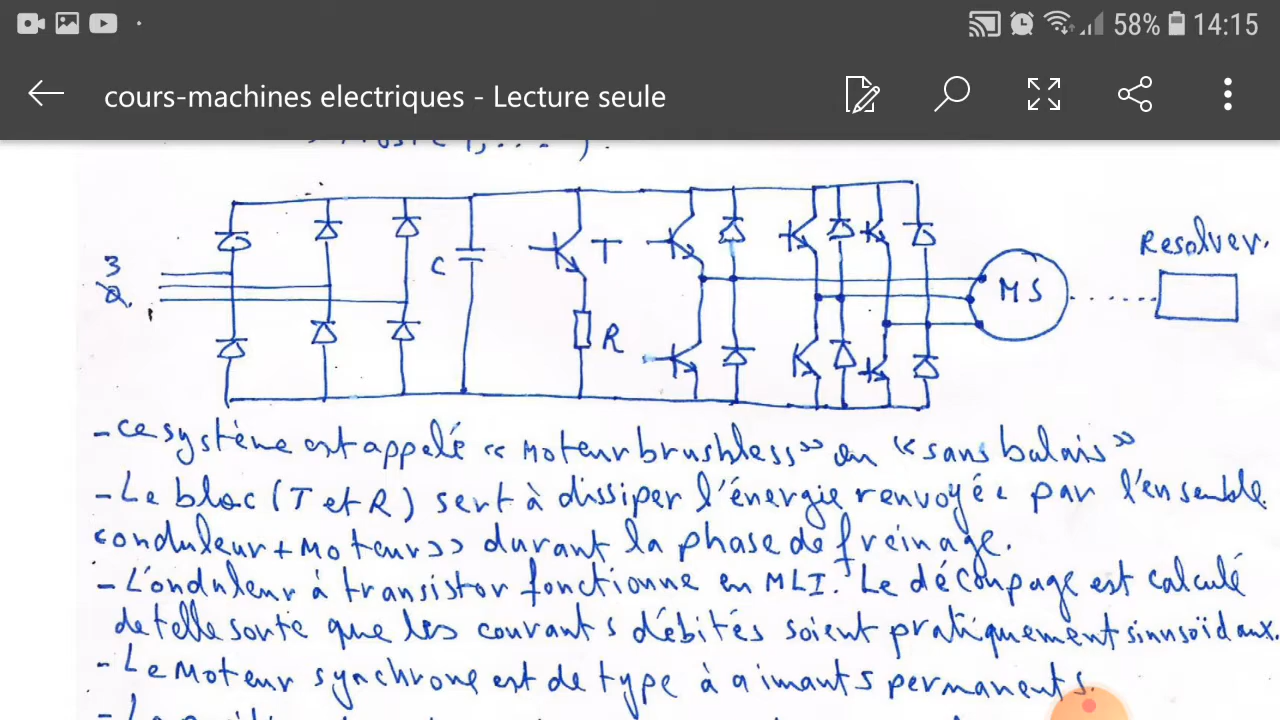 58% 14:15
cours-machines electriques - Lecture seule
Resolver.
3
C
T
R
MS
- ce système est appelé « Moteur brushless » ou « sans balais »
- Le bloc (T et R) sert à dissiper l'énergie renvoyée par l'ensemble
«onduleur + Moteur» durant la phase de freinage.
- L'onduleur à transistor fonctionne en MLI. Le découpage est calculé
de telle sorte que les courants débités soient pratiquement sinusoïdaux.
- Le Moteur synchrone est de type à aimants permanents.